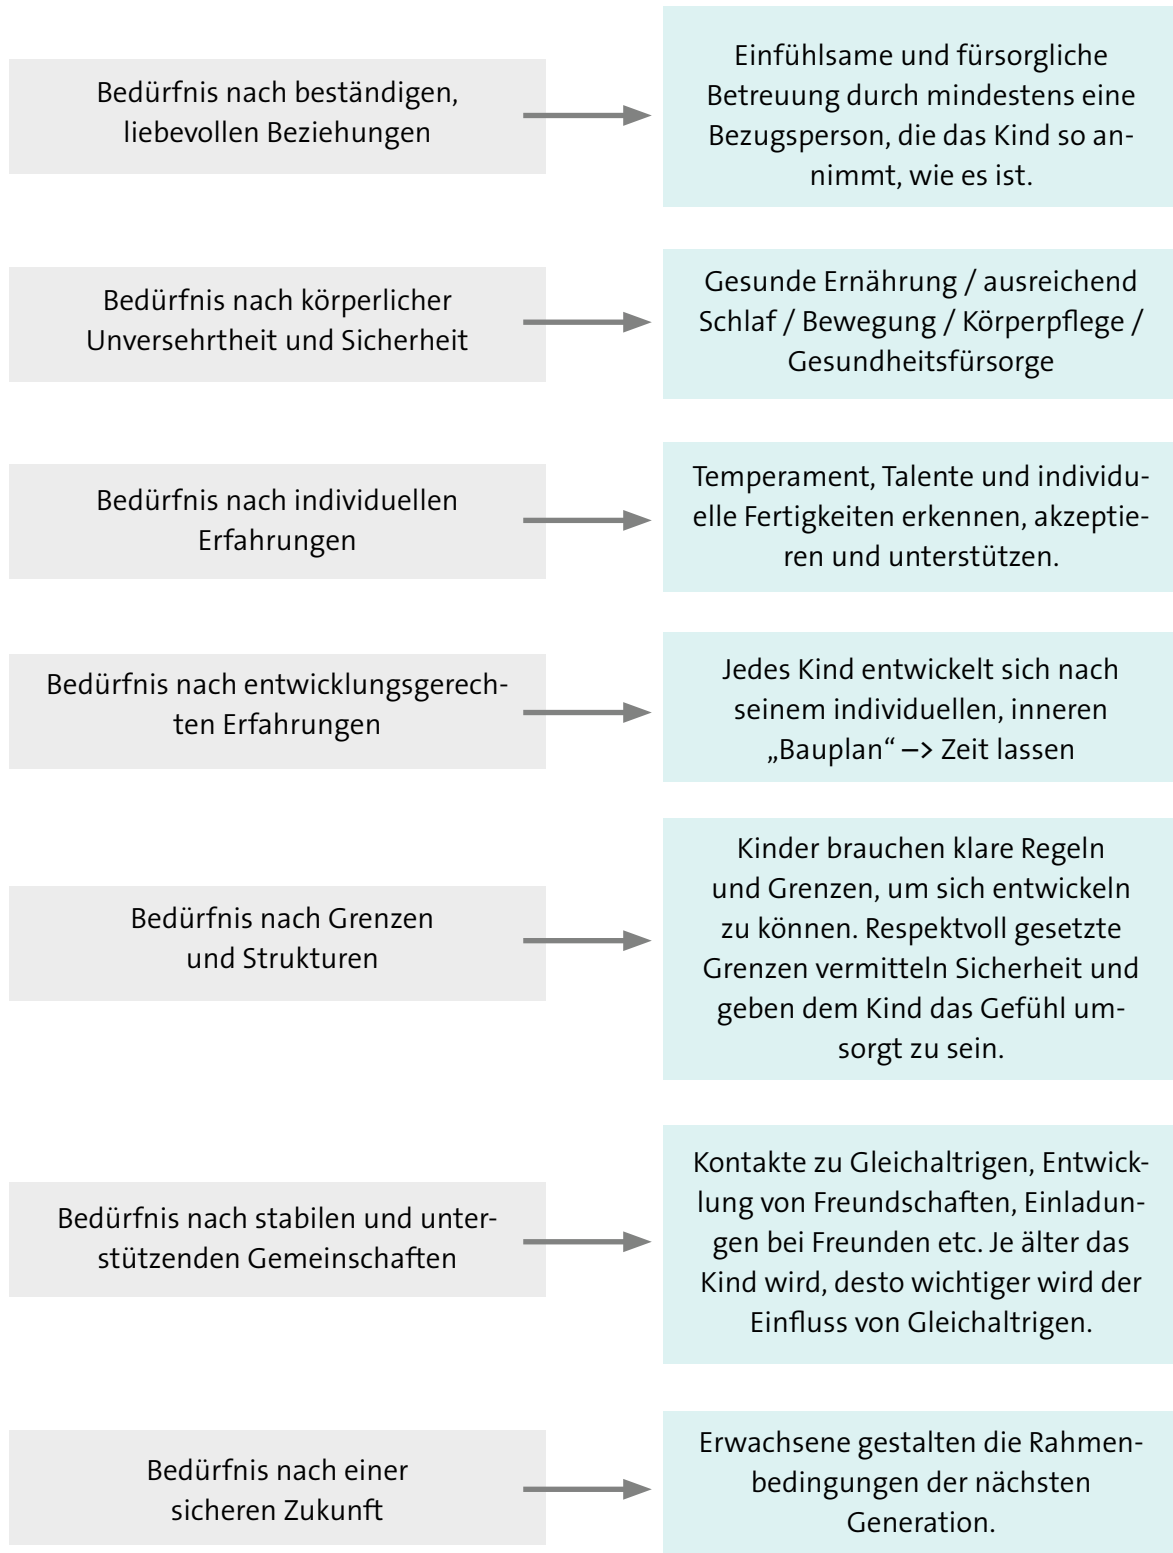 Bedürfnis nach beständigen,
liebevollen Beziehungen
Einfühlsame und fürsorgliche
Betreuung durch mindestens eine
Bezugsperson, die das Kind so an-
nimmt, wie es ist.
Bedürfnis nach körperlicher
Unversehrtheit und Sicherheit
Gesunde Ernährung / ausreichend
Schlaf / Bewegung / Körperpflege /
Gesundheitsfürsorge
Bedürfnis nach individuellen
Erfahrungen
Temperament, Talente und individu-
elle Fertigkeiten erkennen, akzeptie-
ren und unterstützen.
Bedürfnis nach entwicklungsgerech-
ten Erfahrungen
Jedes Kind entwickelt sich nach
seinem individuellen, inneren
„Bauplan“ –> Zeit lassen
Bedürfnis nach Grenzen
und Strukturen
Kinder brauchen klare Regeln
und Grenzen, um sich entwickeln
zu können. Respektvoll gesetzte
Grenzen vermitteln Sicherheit und
geben dem Kind das Gefühl um-
sorgt zu sein.
Bedürfnis nach stabilen und unter-
stützenden Gemeinschaften
Kontakte zu Gleichaltrigen, Entwick-
lung von Freundschaften, Einladun-
gen bei Freunden etc. Je älter das
Kind wird, desto wichtiger wird der
Einfluss von Gleichaltrigen.
Bedürfnis nach einer
sicheren Zukunft
Erwachsene gestalten die Rahmen-
bedingungen der nächsten
Generation.